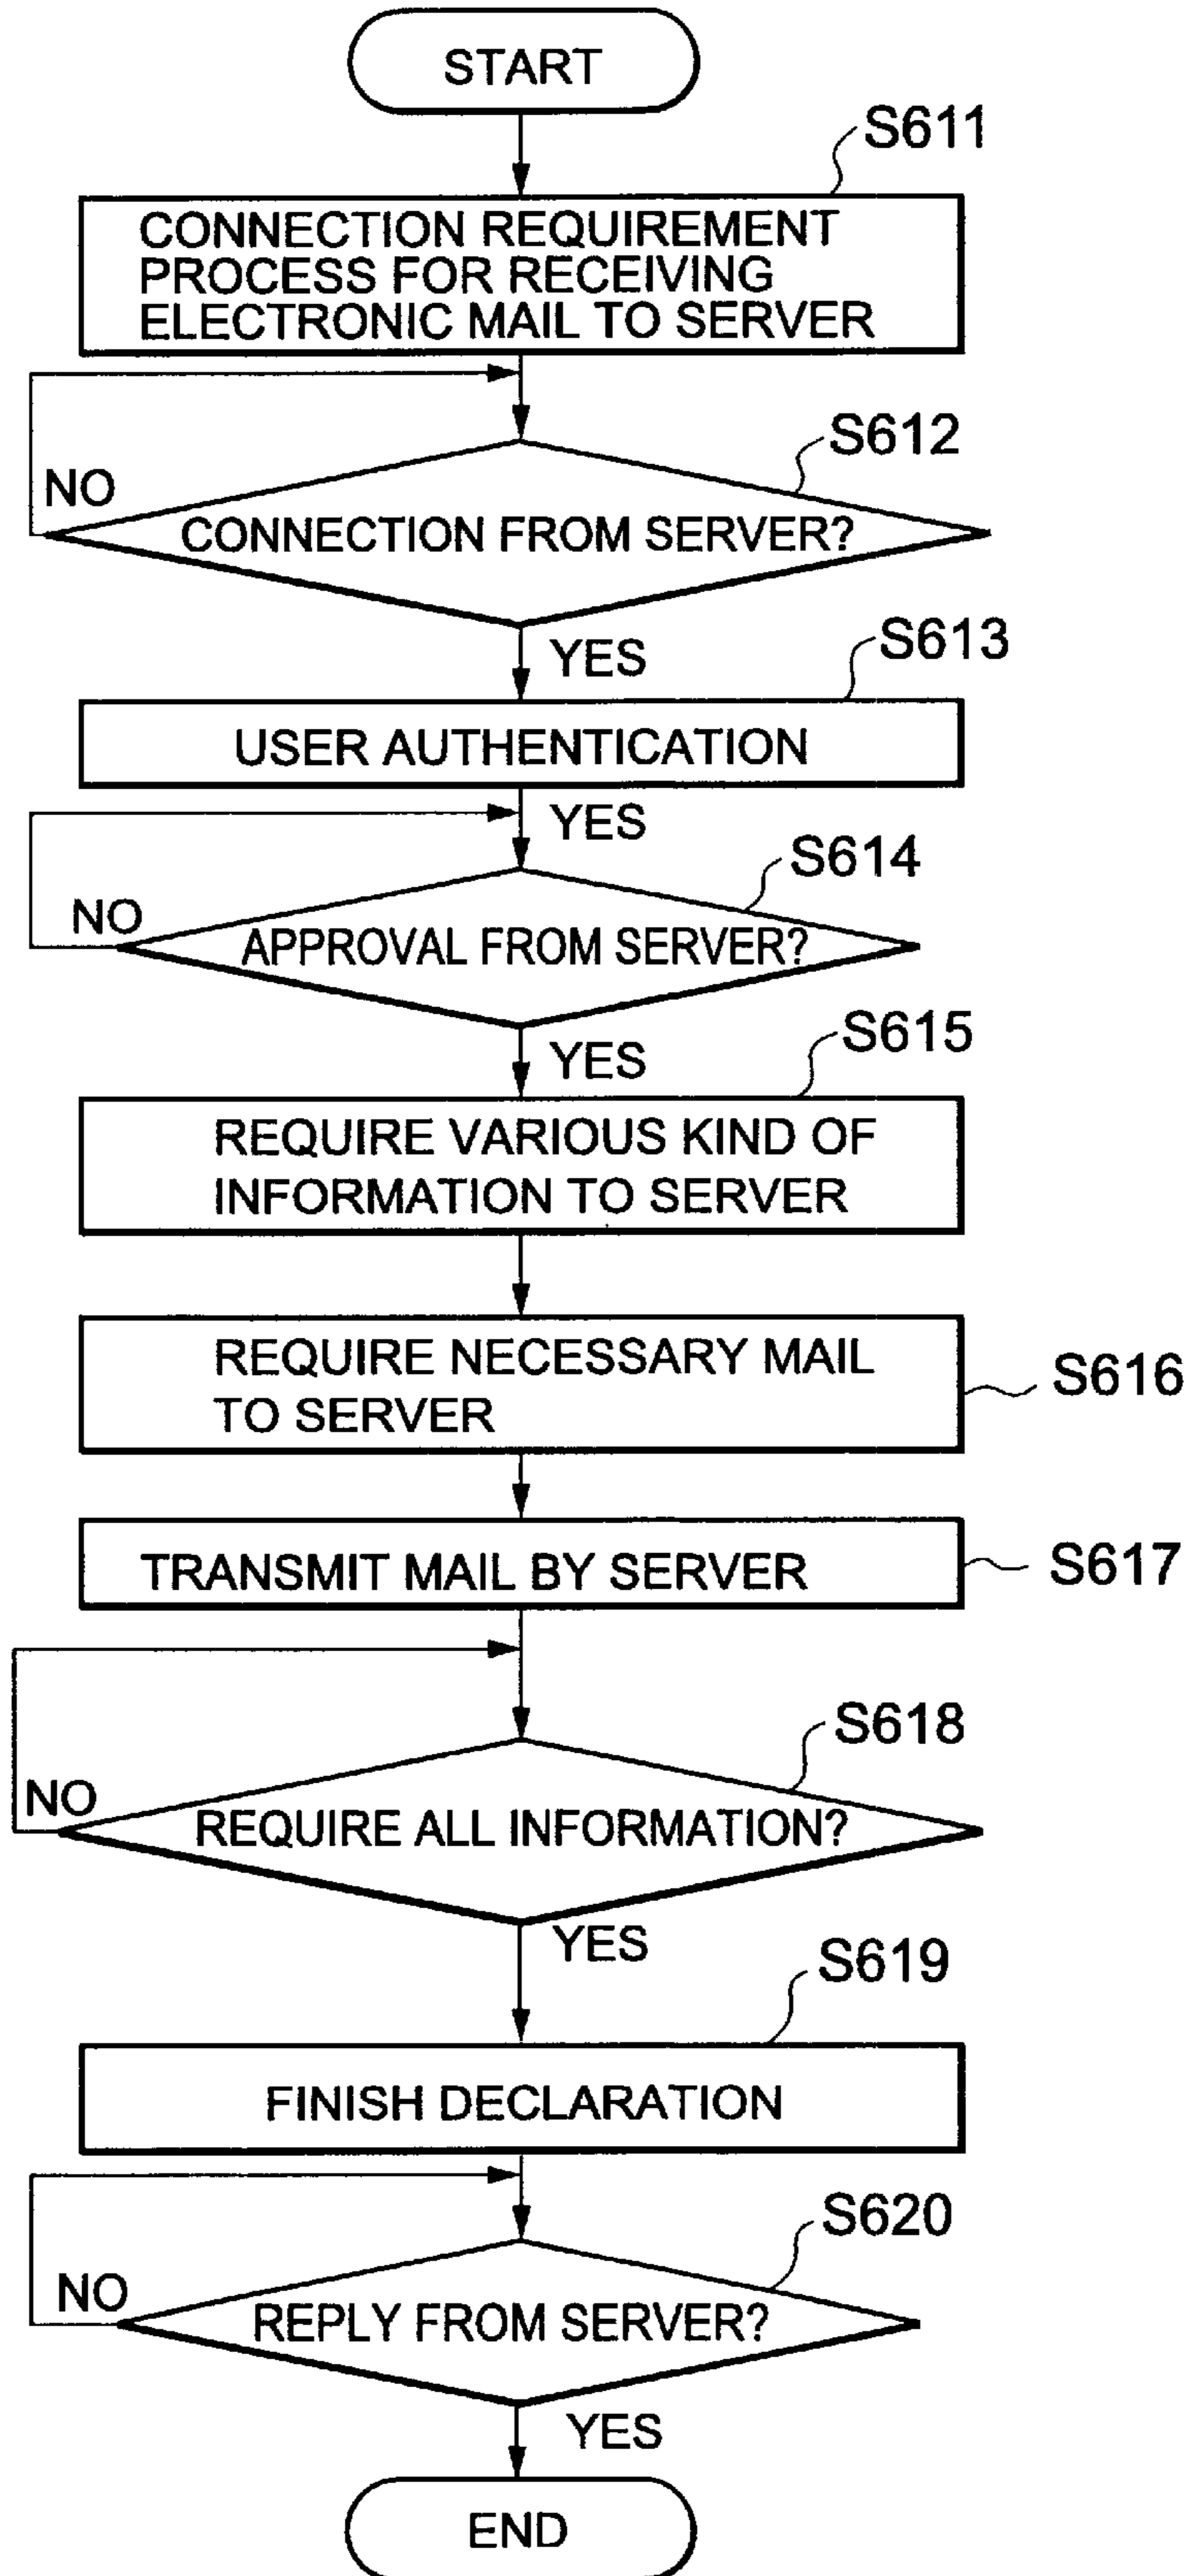 START
S611
CONNECTION REQUIREMENT
PROCESS FOR RECEIVING
ELECTRONIC MAIL TO SERVER
S612
NO
CONNECTION FROM SERVER?
YES
S613
USER AUTHENTICATION
YES
S614
NO
APPROVAL FROM SERVER?
YES
S615
REQUIRE VARIOUS KIND OF
INFORMATION TO SERVER
REQUIRE NECESSARY MAIL
TO SERVER
S616
TRANSMIT MAIL BY SERVER
S617
S618
NO
REQUIRE ALL INFORMATION?
YES
S619
FINISH DECLARATION
S620
NO
REPLY FROM SERVER?
YES
END